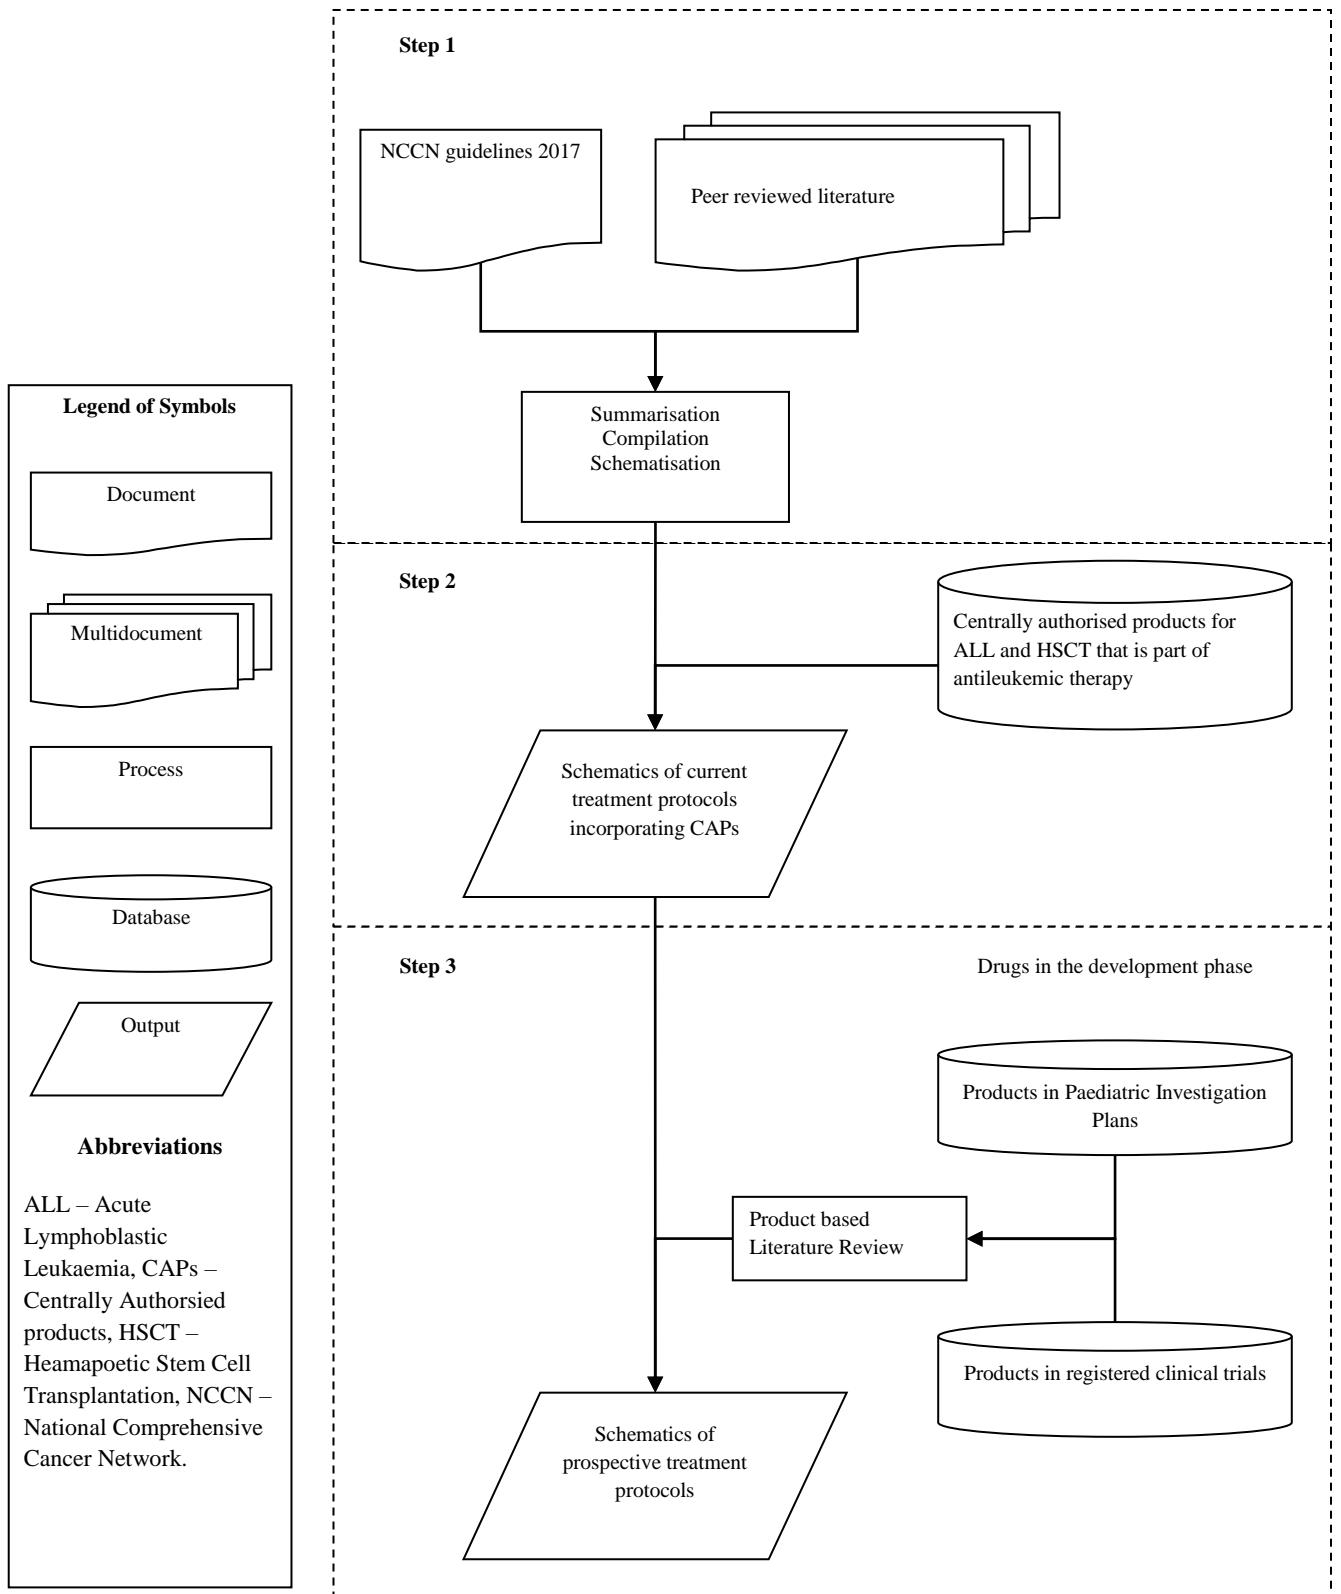 Step 1
NCCN guidelines 2017
Peer reviewed literature
Summarisation
Compilation
Schematisation
Legend of Symbols
Document
Multidocument
Process
Database
Output
Abbreviations
ALL – Acute
Lymphoblastic
Leukaemia, CAPs –
Centrally Authorsied
products, HSCT –
Heamapoetic Stem Cell
Transplantation, NCCN –
National Comprehensive
Cancer Network.
Step 2
Centrally authorised products for
ALL and HSCT that is part of
antileukemic therapy
Schematics of current
treatment protocols
incorporating CAPs
Step 3
Drugs in the development phase
Products in Paediatric Investigation
Plans
Product based
Literature Review
Products in registered clinical trials
Schematics of
prospective treatment
protocols